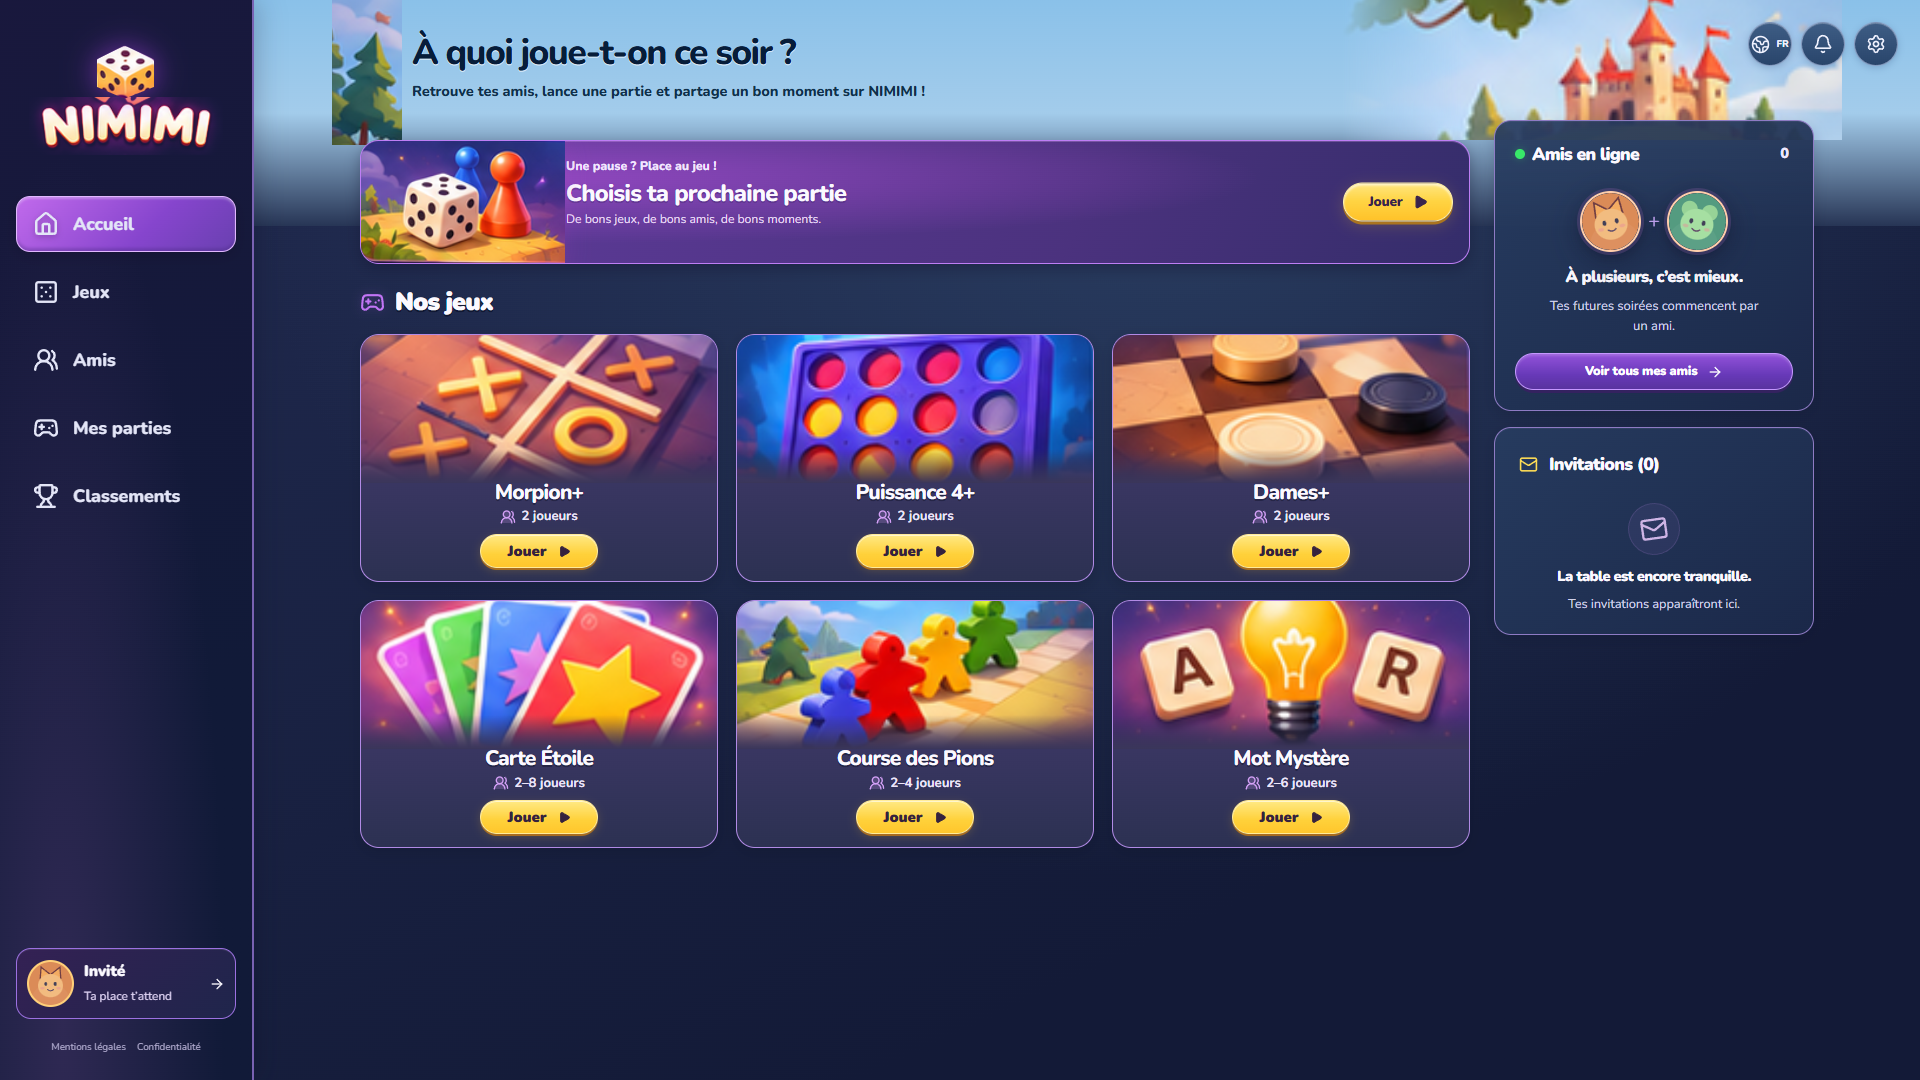 NIMIMI
Accueil
Jeux
Amis
Mes parties
Classements
Invité
Ta place t'attend
Mentions légales Confidentialité
À quoi joue-t-on ce soir ?
Retrouve tes amis, lance une partie et partage un bon moment sur NIMIMI !
FR
Une pause ? Place au jeu !
Choisis ta prochaine partie
De bons jeux, de bons amis, de bons moments.
Jouer
Nos jeux
Morpion+
2 joueurs
Jouer
Puissance 4+
2 joueurs
Jouer
Dames+
2 joueurs
Jouer
Carte Étoile
2–8 joueurs
Jouer
Course des Pions
2–4 joueurs
Jouer
A R
Mot Mystère
2–6 joueurs
Jouer
Amis en ligne 0
+
À plusieurs, c'est mieux.
Tes futures soirées commencent par
un ami.
Voir tous mes amis
Invitations (0)
La table est encore tranquille.
Tes invitations apparaîtront ici.